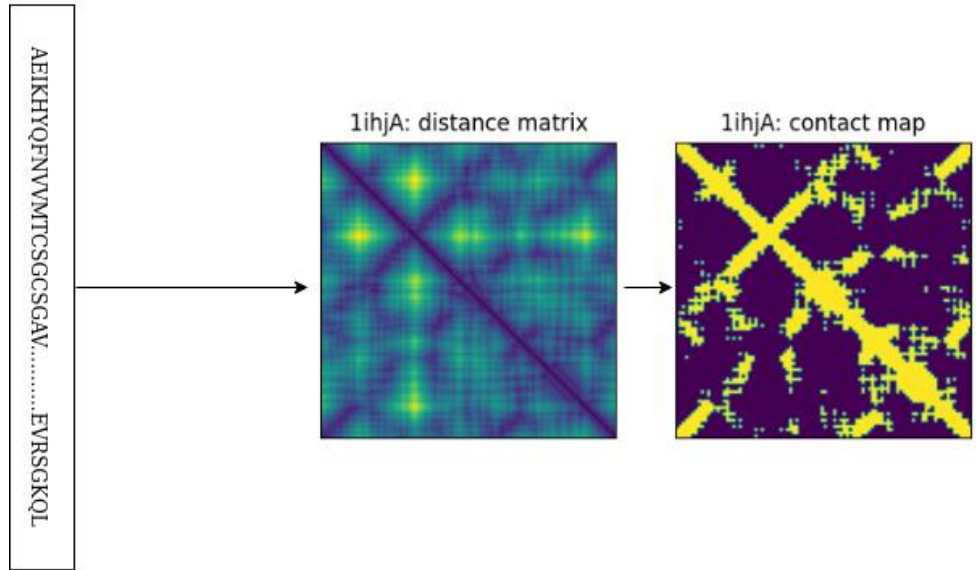 AEIKHYQFNVVMTCSGCSGAV...........EVRSGKQL
1ihjA: distance matrix
1ihjA: contact map